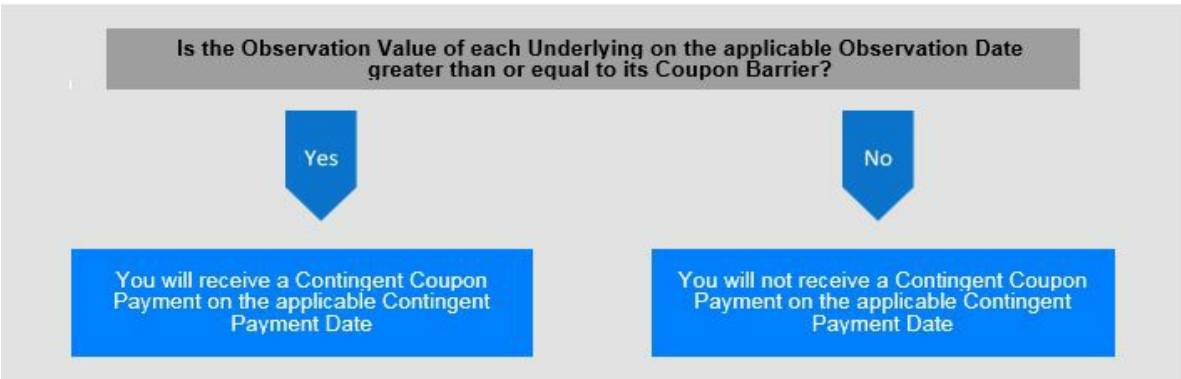 Is the Observation Value of each Underlying on the applicable Observation Date
greater than or equal to its Coupon Barrier?
Yes
No
You will receive a Contingent Coupon
Payment on the applicable Contingent
Payment Date
You will not receive a Contingent Coupon
Payment on the applicable Contingent
Payment Date